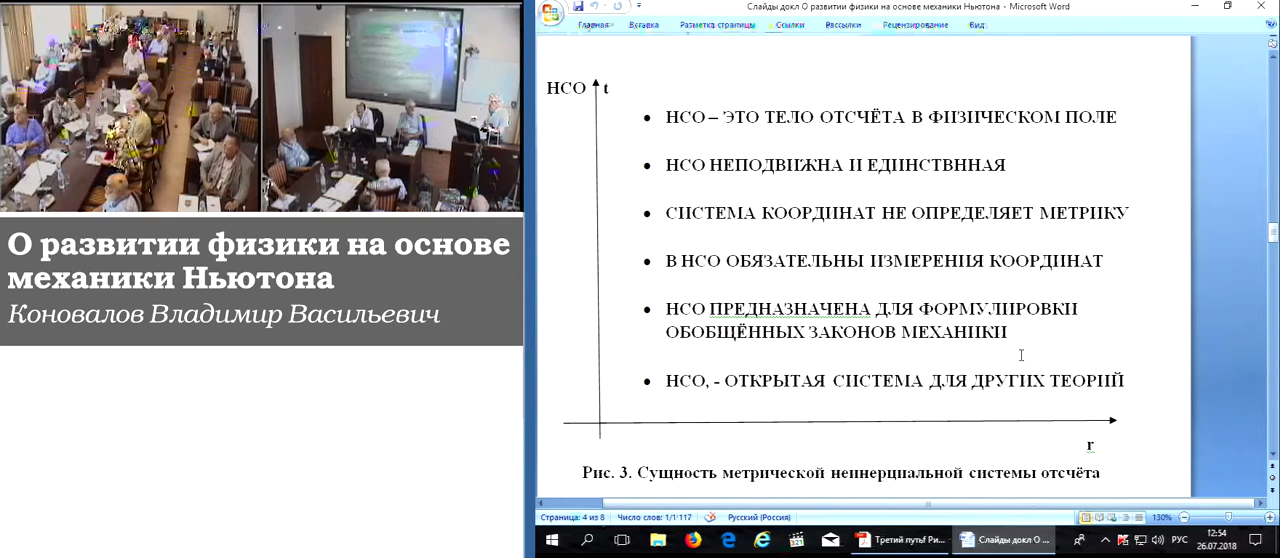 О развитии физики на основе
механики Ньютона
Коновалов Владимир Васильевич
Слайды докл О развитии физики на основе механики Ньютона - Microsoft Word
Главная Вставка Разметка страницы Ссылки Рассылки Рецензирование Вид
НСО t
• НСО – ЭТО ТЕЛО ОТСЧЁТА В ФИЗИЧЕСКОМ ПОЛЕ
• НСО НЕПОДВИЖНА И ЕДИНСТВННАЯ
• СИСТЕМА КООРДИНАТ НЕ ОПРЕДЕЛЯЕТ МЕТРИКУ
• В НСО ОБЯЗАТЕЛЬНЫ ИЗМЕРЕНИЯ КООРДИНАТ
• НСО ПРЕДНАЗНАЧЕНА ДЛЯ ФОРМУЛИРОВКИ
ОБОБЩЁННЫХ ЗАКОНОВ МЕХАНИКИ
• НСО, - ОТКРЫТАЯ СИСТЕМА ДЛЯ ДРУГИХ ТЕОРИЙ
r
Рис. 3. Сущность метрической неинерциальной системы отсчёта
Страница: 4 из 8 Число слов: 1/1 117 Русский (Россия) 130%
Третий путь! Ри... Слайды докл О ... РУС 12:54
26.07.2018